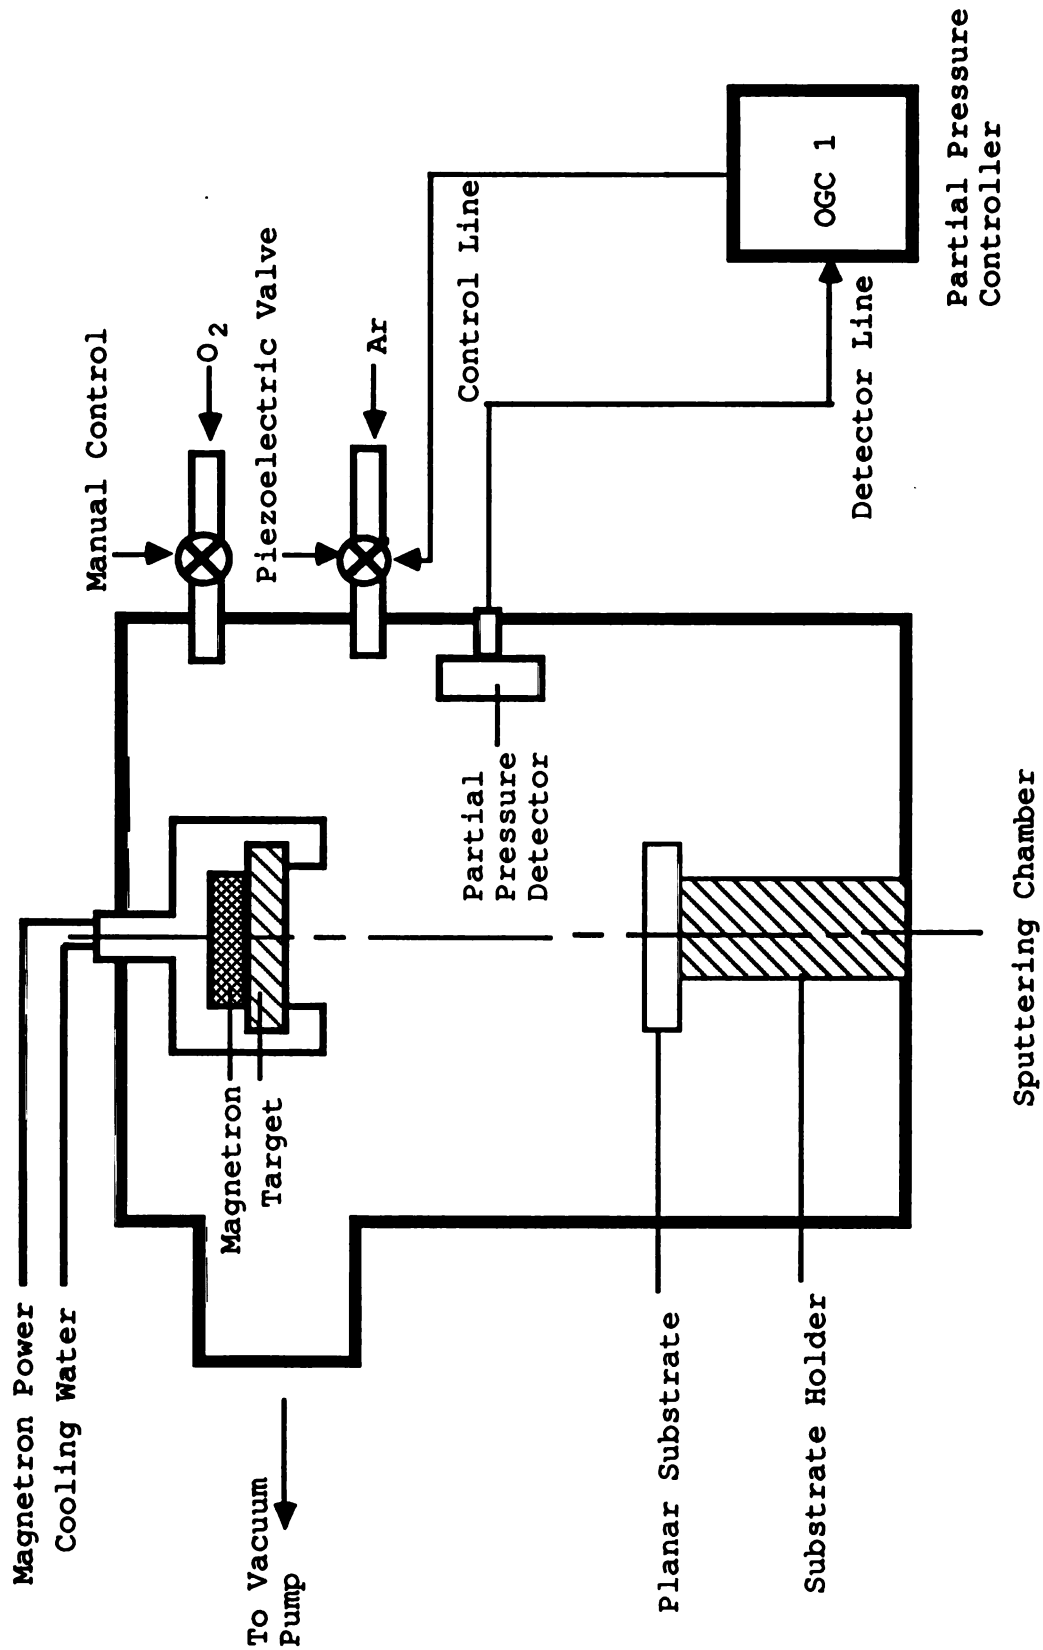 Magnetron Power
Cooling Water
To Vacuum
Pump
Magnetron
Target
Manual Control
O₂
Piezoelectric Valve
Ar
Partial
Pressure
Detector
Control Line
Detector Line
OGC 1
Partial Pressure
Controller
Planar Substrate
Substrate Holder
Sputtering Chamber